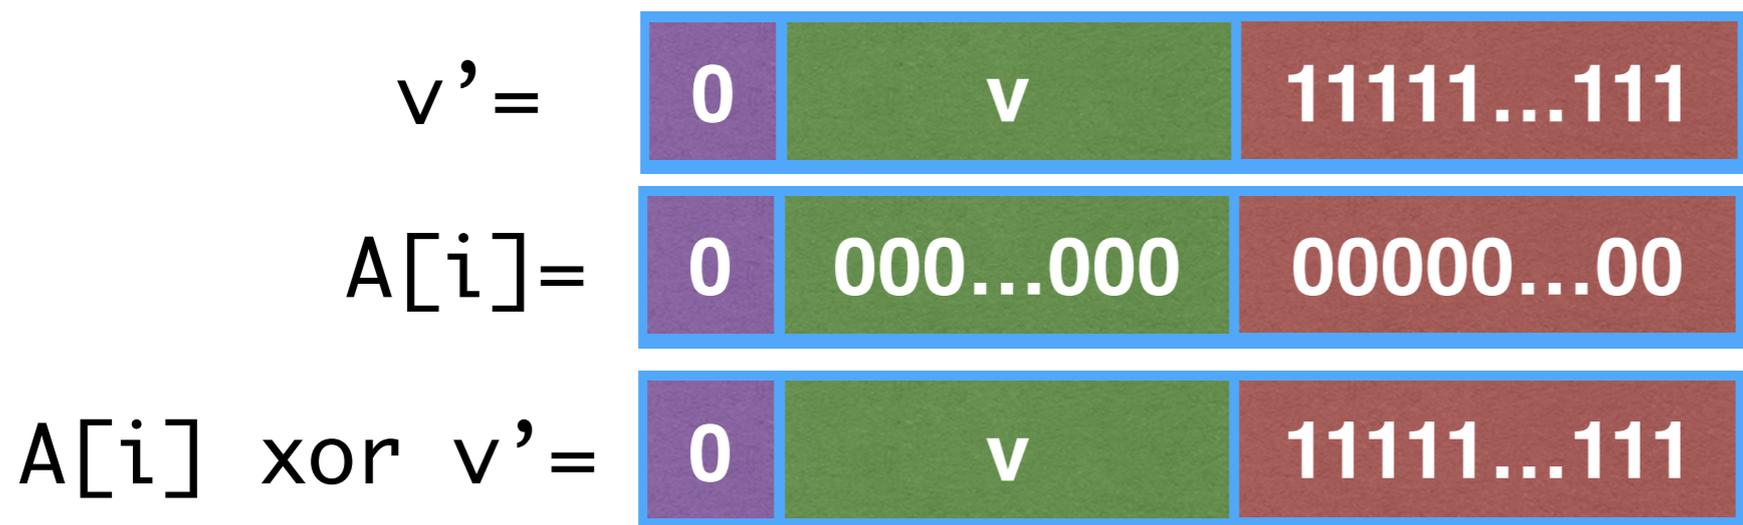 v’= 0 v 11111...111
A[i]= 0 000...000 00000...00
A[i] xor v’= 0 v 11111...111